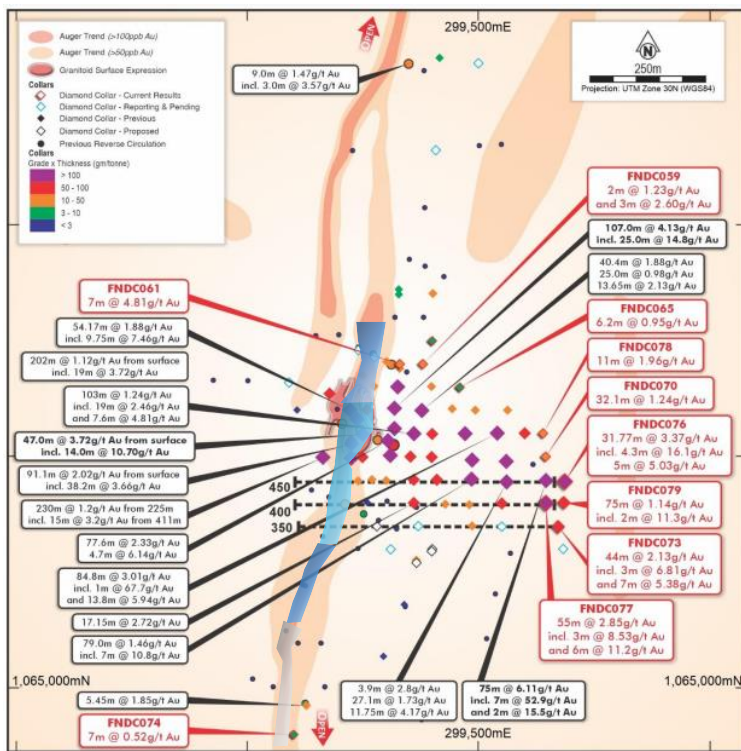 Auger Trend (>100ppb Au)
Auger Trend (>50ppb Au)
Granitoid Surface Expression
Collars
Diamond Collar - Current Results
Diamond Collar - Reporting & Pending
Diamond Collar - Previous
Diamond Collar - Proposed
Previous Reverse Circulation
Collars
Grade x Thickness (gm/tonne)
> 100
50 - 100
10 - 50
3 - 10
< 3
OPEN
299,500mE
N
250m
Projection: UTM Zone 30N (WGS84)
9.0m @ 1.47g/t Au
incl. 3.0m @ 3.57g/t Au
FNDC059
2m @ 1.23g/t Au
and 3m @ 2.60g/t Au
107.0m @ 4.13g/t Au
Incl. 25.0m @ 14.8g/t Au
40.4m @ 1.88g/t Au
25.0m @ 0.98g/t Au
13.65m @ 2.13g/t Au
FNDC065
6.2m @ 0.95g/t Au
FNDC078
11m @ 1.96g/t Au
FNDC070
32.1m @ 1.24g/t Au
FNDC076
31.77m @ 3.37g/t Au
incl. 4.3m @ 16.1g/t Au
5m @ 5.03g/t Au
FNDC079
75m @ 1.14g/t Au
incl. 2m @ 11.3g/t Au
FNDC073
44m @ 2.13g/t Au
incl. 3m @ 6.81g/t Au
and 7m @ 5.38g/t Au
FNDC077
55m @ 2.85g/t Au
incl. 3m @ 8.53g/t Au
and 6m @ 11.2g/t Au
FNDC061
7m @ 4.81g/t Au
54.17m @ 1.88g/t Au
incl. 9.75m @ 7.46g/t Au
202m @ 1.12g/t Au from surface
incl. 19m @ 3.72g/t Au
103m @ 1.24g/t Au
incl. 19m @ 2.46g/t Au
and 7.6m @ 4.81g/t Au
47.0m @ 3.72g/t Au from surface
incl. 14.0m @ 10.70g/t Au
91.1m @ 2.02g/t Au from surface
incl. 38.2m @ 3.66g/t Au
230m @ 1.2g/t Au from 225m
incl. 15m @ 3.2g/t Au from 411m
77.6m @ 2.33g/t Au
4.7m @ 6.14g/t Au
84.8m @ 3.01g/t Au
incl. 1m @ 67.7g/t Au
and 13.8m @ 5.94g/t Au
17.15m @ 2.72g/t Au
79.0m @ 1.46g/t Au
incl. 7m @ 10.8g/t Au
450
400
350
1,065,000mN
1,065,000mN
5.45m @ 1.85g/t Au
FNDC074
7m @ 0.52g/t Au
OPEN
3.9m @ 2.8g/t Au
27.1m @ 1.73g/t Au
11.75m @ 4.17g/t Au
75m @ 6.11g/t Au
incl. 7m @ 52.9g/t Au
and 2m @ 15.5g/t Au
299,500mE